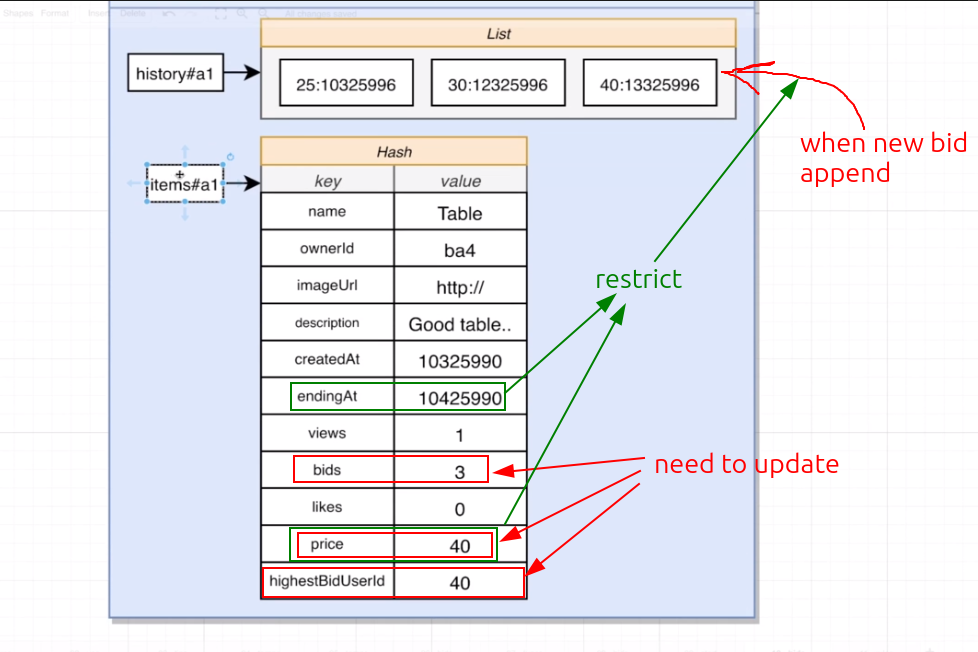 Shapes Format Insert Delete All changes saved
List
history#a1
25:10325996 30:12325996 40:13325996
when new bid
append
Hash
items#a1
key value
name Table
ownerId ba4
imageUrl http://
restrict
description Good table..
createdAt 10325990
endingAt 10425990
views 1
bids 3
need to update
likes 0
price 40
highestBidUserId 40